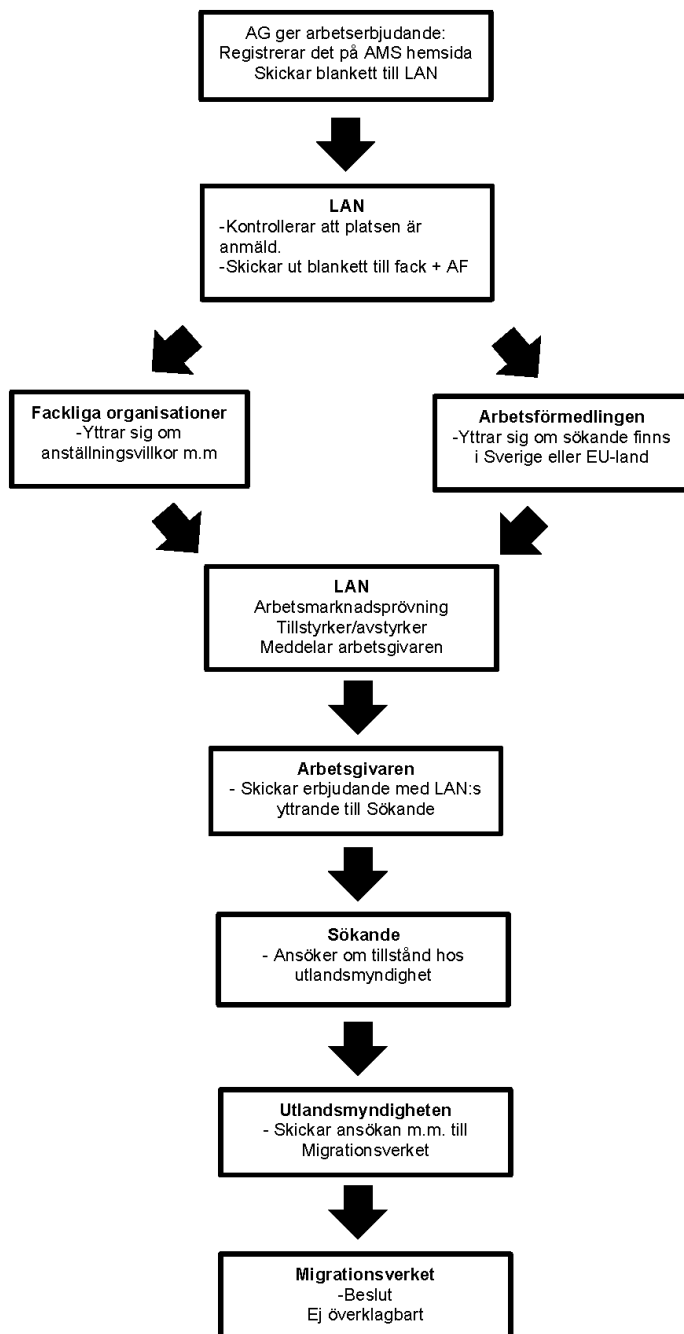 AG ger arbetserbjudande:
Registrerar det på AMS hemsida
Skickar blankett till LAN
LAN
-Kontrollerar att platsen är
anmäld.
-Skickar ut blankett till fack + AF
Fackliga organisationer
-Yttrar sig om
anställningsvillkor m.m
Arbetsförmedlingen
-Yttrar sig om sökande finns
i Sverige eller EU-land
LAN
Arbetsmarknadsprövning
Tillstyrker/avstyrker
Meddelar arbetsgivaren
Arbetsgivaren
- Skickar erbjudande med LAN:s
yttrande till Sökande
Sökande
- Ansöker om tillstånd hos
utlandsmyndighet
Utlandsmyndigheten
- Skickar ansökan m.m. till
Migrationsverket
Migrationsverket
-Beslut
Ej överklagbart